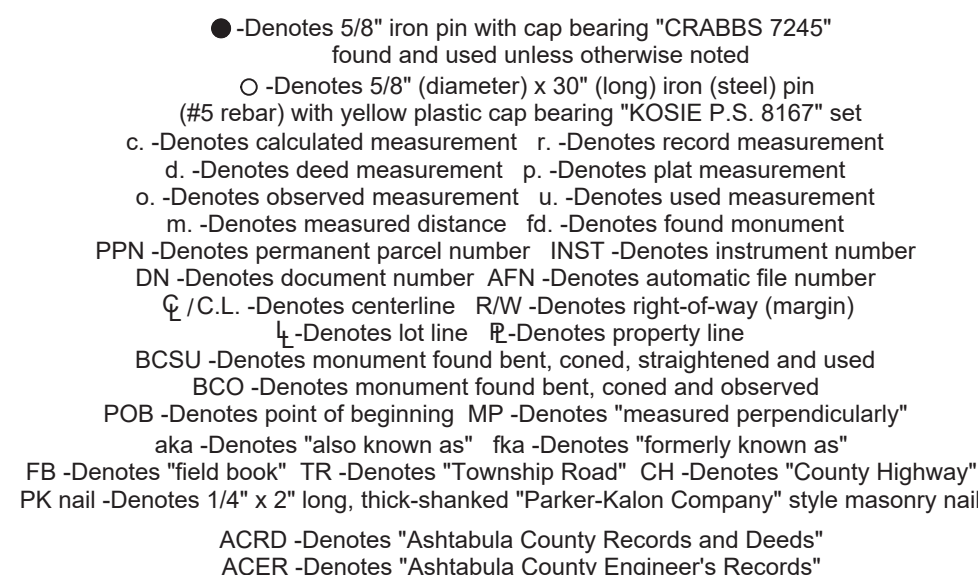 ● -Denotes 5/8" iron pin with cap bearing "CRABBS 7245"
found and used unless otherwise noted
○ -Denotes 5/8" (diameter) x 30" (long) iron (steel) pin
(#5 rebar) with yellow plastic cap bearing "KOSIE P.S. 8167" set
c. -Denotes calculated measurement r. -Denotes record measurement
d. -Denotes deed measurement p. -Denotes plat measurement
o. -Denotes observed measurement u. -Denotes used measurement
m. -Denotes measured distance fd. -Denotes found monument
PPN -Denotes permanent parcel number INST -Denotes instrument number
DN -Denotes document number AFN -Denotes automatic file number
℄ /C.L. -Denotes centerline R/W -Denotes right-of-way (margin)
LL -Denotes lot line PL -Denotes property line
BCSU -Denotes monument found bent, coned, straightened and used
BCO -Denotes monument found bent, coned and observed
POB -Denotes point of beginning MP -Denotes "measured perpendicularly"
aka -Denotes "also known as" fka -Denotes "formerly known as"
FB -Denotes "field book" TR -Denotes "Township Road" CH -Denotes "County Highway"
PK nail -Denotes 1/4" x 2" long, thick-shanked "Parker-Kalon Company" style masonry nail
ACRD -Denotes "Ashtabula County Records and Deeds"
ACER -Denotes "Ashtabula County Engineer's Records"